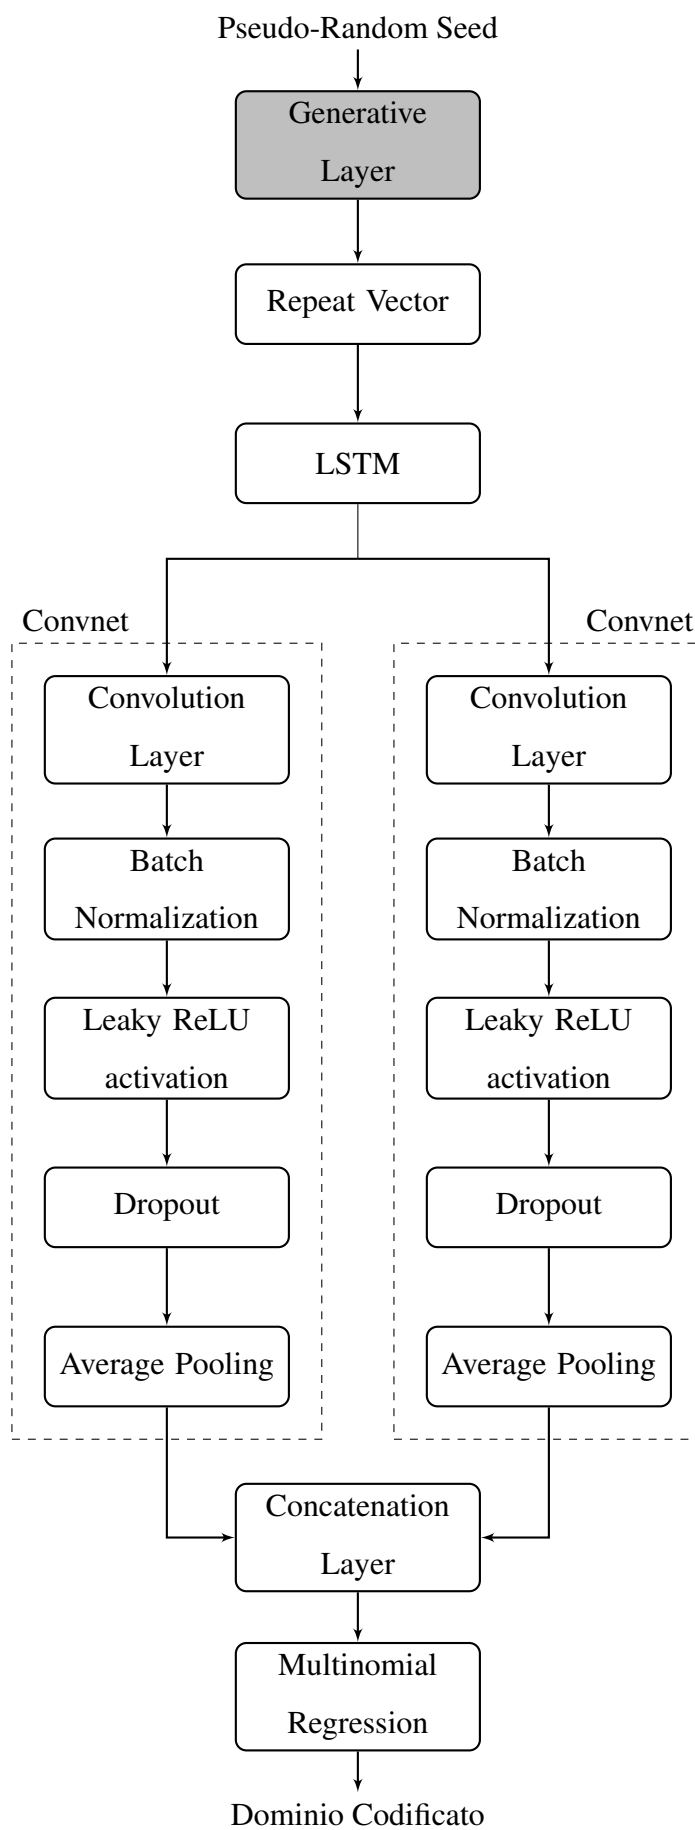 Pseudo-Random Seed
Generative
Layer
Repeat Vector
LSTM
Convnet
Convolution
Layer
Batch
Normalization
Leaky ReLU
activation
Dropout
Average Pooling
Convnet
Convolution
Layer
Batch
Normalization
Leaky ReLU
activation
Dropout
Average Pooling
Concatenation
Layer
Multinomial
Regression
Dominio Codificato